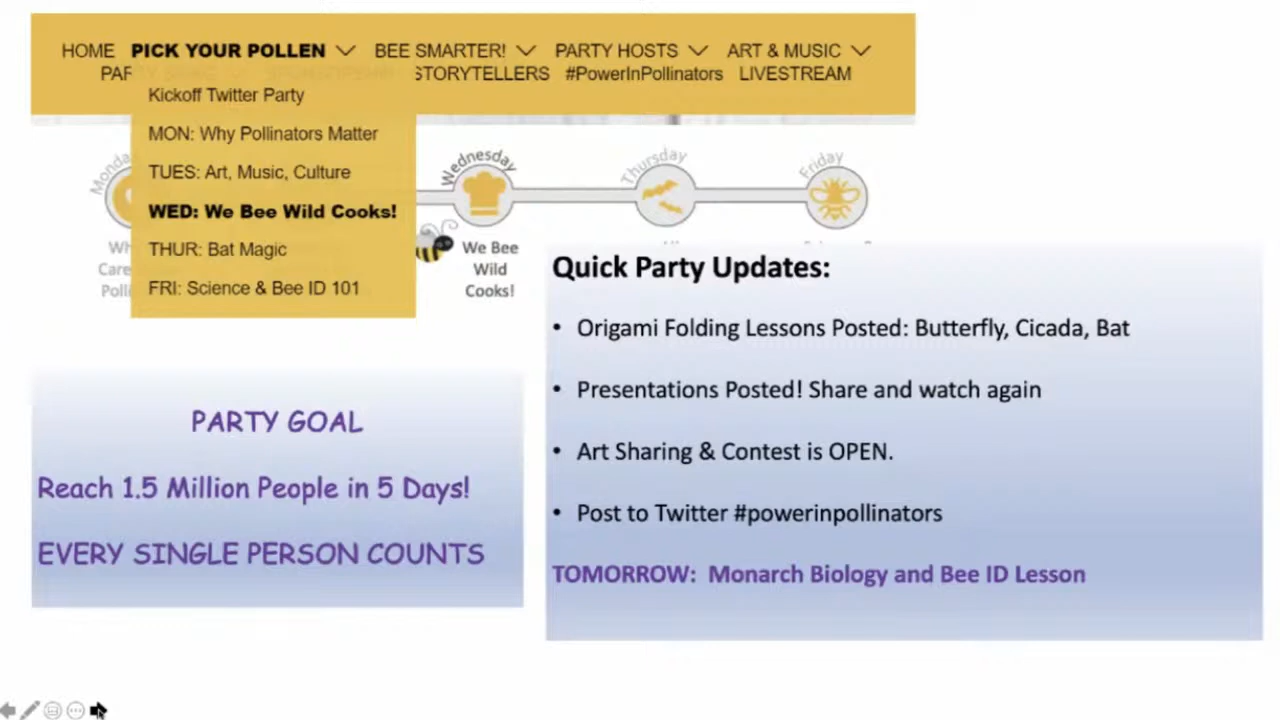 HOME PICK YOUR POLLEN BEE SMARTER! PARTY HOSTS ART & MUSIC
STORYTELLERS #PowerInPollinators LIVESTREAM
Kickoff Twitter Party
MON: Why Pollinators Matter
TUES: Art, Music, Culture
WED: We Bee Wild Cooks!
THUR: Bat Magic
FRI: Science & Bee ID 101
Wednesday
Thursday
Friday
We Bee
Wild
Cooks!
PARTY GOAL
Reach 1.5 Million People in 5 Days!
EVERY SINGLE PERSON COUNTS
Quick Party Updates:
• Origami Folding Lessons Posted: Butterfly, Cicada, Bat
• Presentations Posted! Share and watch again
• Art Sharing & Contest is OPEN.
• Post to Twitter #powerinpollinators
TOMORROW: Monarch Biology and Bee ID Lesson